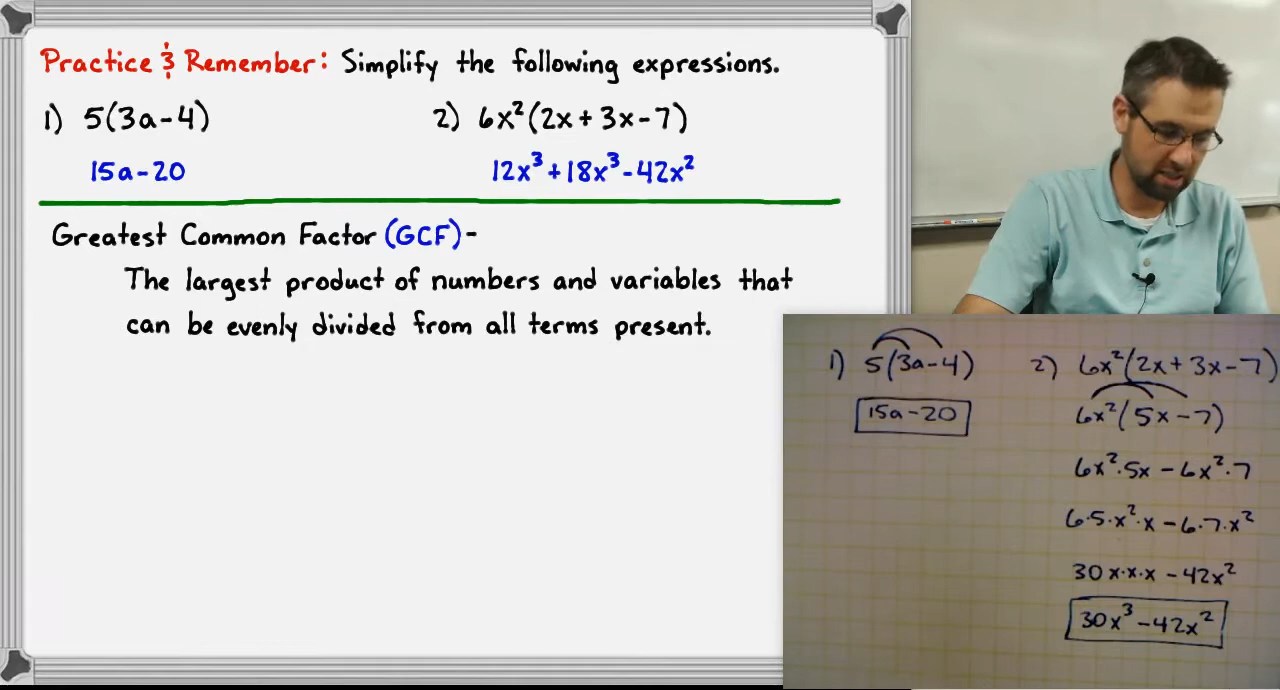 Practice & Remember: Simplify the following expressions.
1) 5(3a-4)
15a-20
2) 6x²(2x+3x-7)
12x³+18x³-42x²
Greatest Common Factor (GCF)-
The largest product of numbers and variables that
can be evenly divided from all terms present.
1) 5(3a-4)
15a-20
2) 6x²(2x+3x-7)
6x²(5x-7)
6x²·5x-6x²·7
6·5·x²·x-6·7·x²
30x·x·x-42x²
30x³-42x²